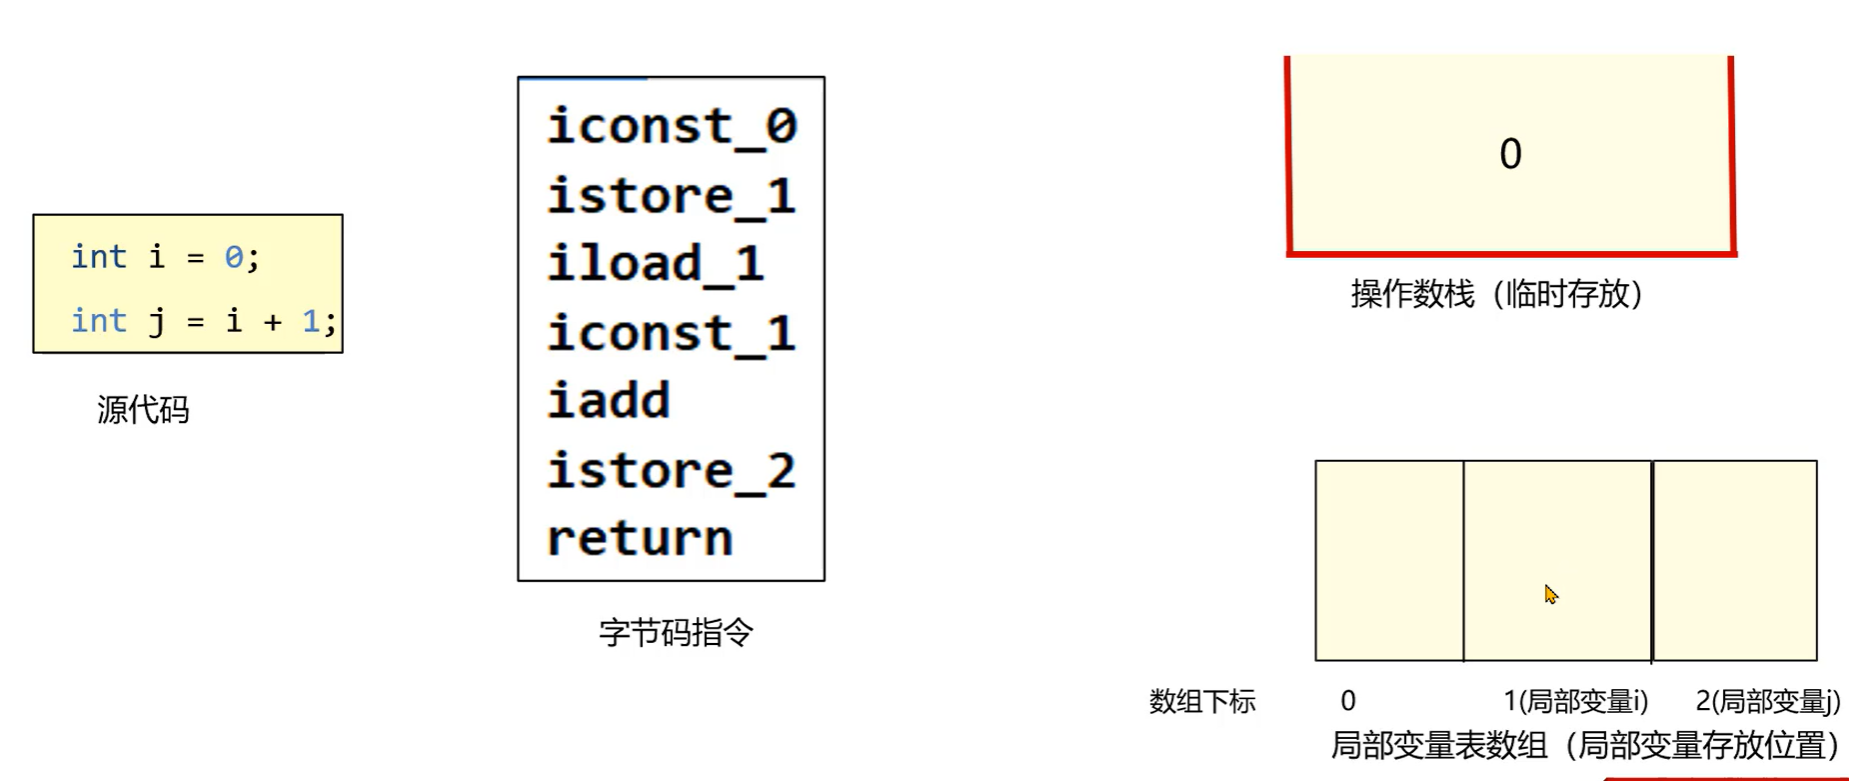 int i = 0;
int j = i + 1;
源代码
iconst_0
istore_1
iload_1
iconst_1
iadd
istore_2
return
字节码指令
0
操作数栈（临时存放）
数组下标 0 1(局部变量i) 2(局部变量j)
局部变量表数组（局部变量存放位置）